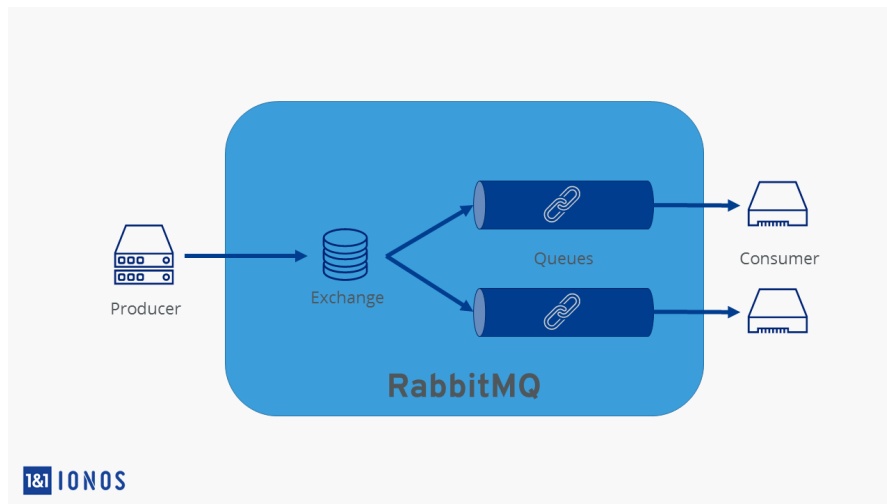 Producer
Exchange
Queues
Consumer
RabbitMQ
1&1 IONOS